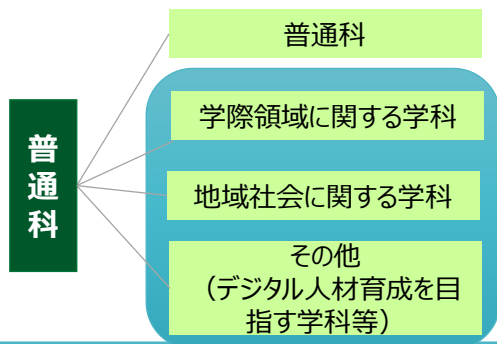 普通科
普通科
学際領域に関する学科
地域社会に関する学科
その他
（デジタル人材育成を目
指す学科等）